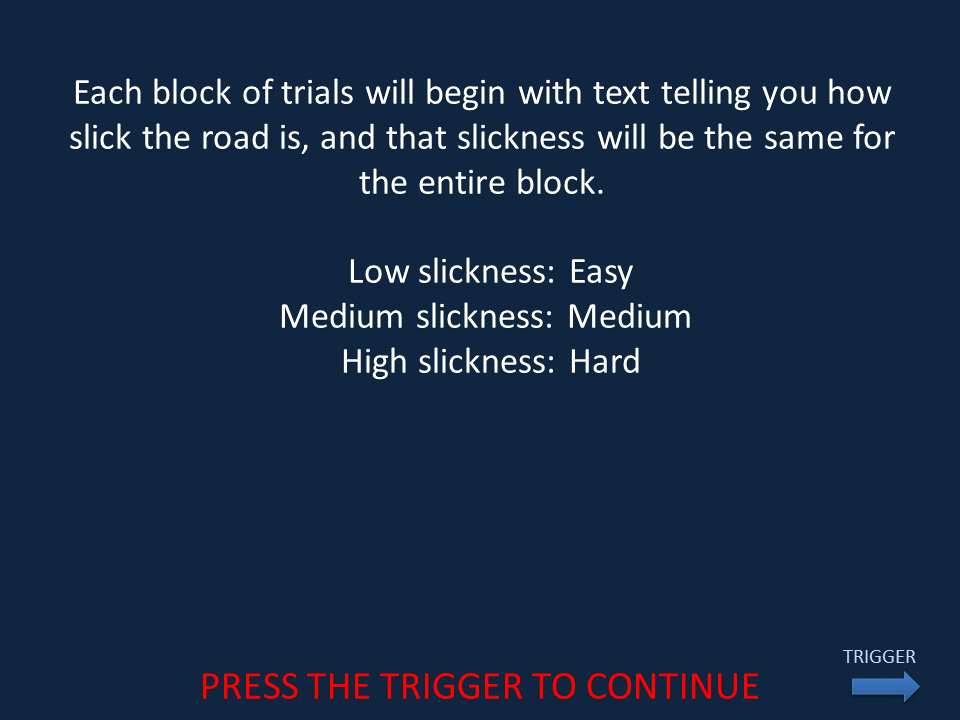 Each block of trials will begin with text telling you how
slick the road is, and that slickness will be the same for
the entire block.
Low slickness: Easy
Medium slickness: Medium
High slickness: Hard
TRIGGER
PRESS THE TRIGGER TO CONTINUE